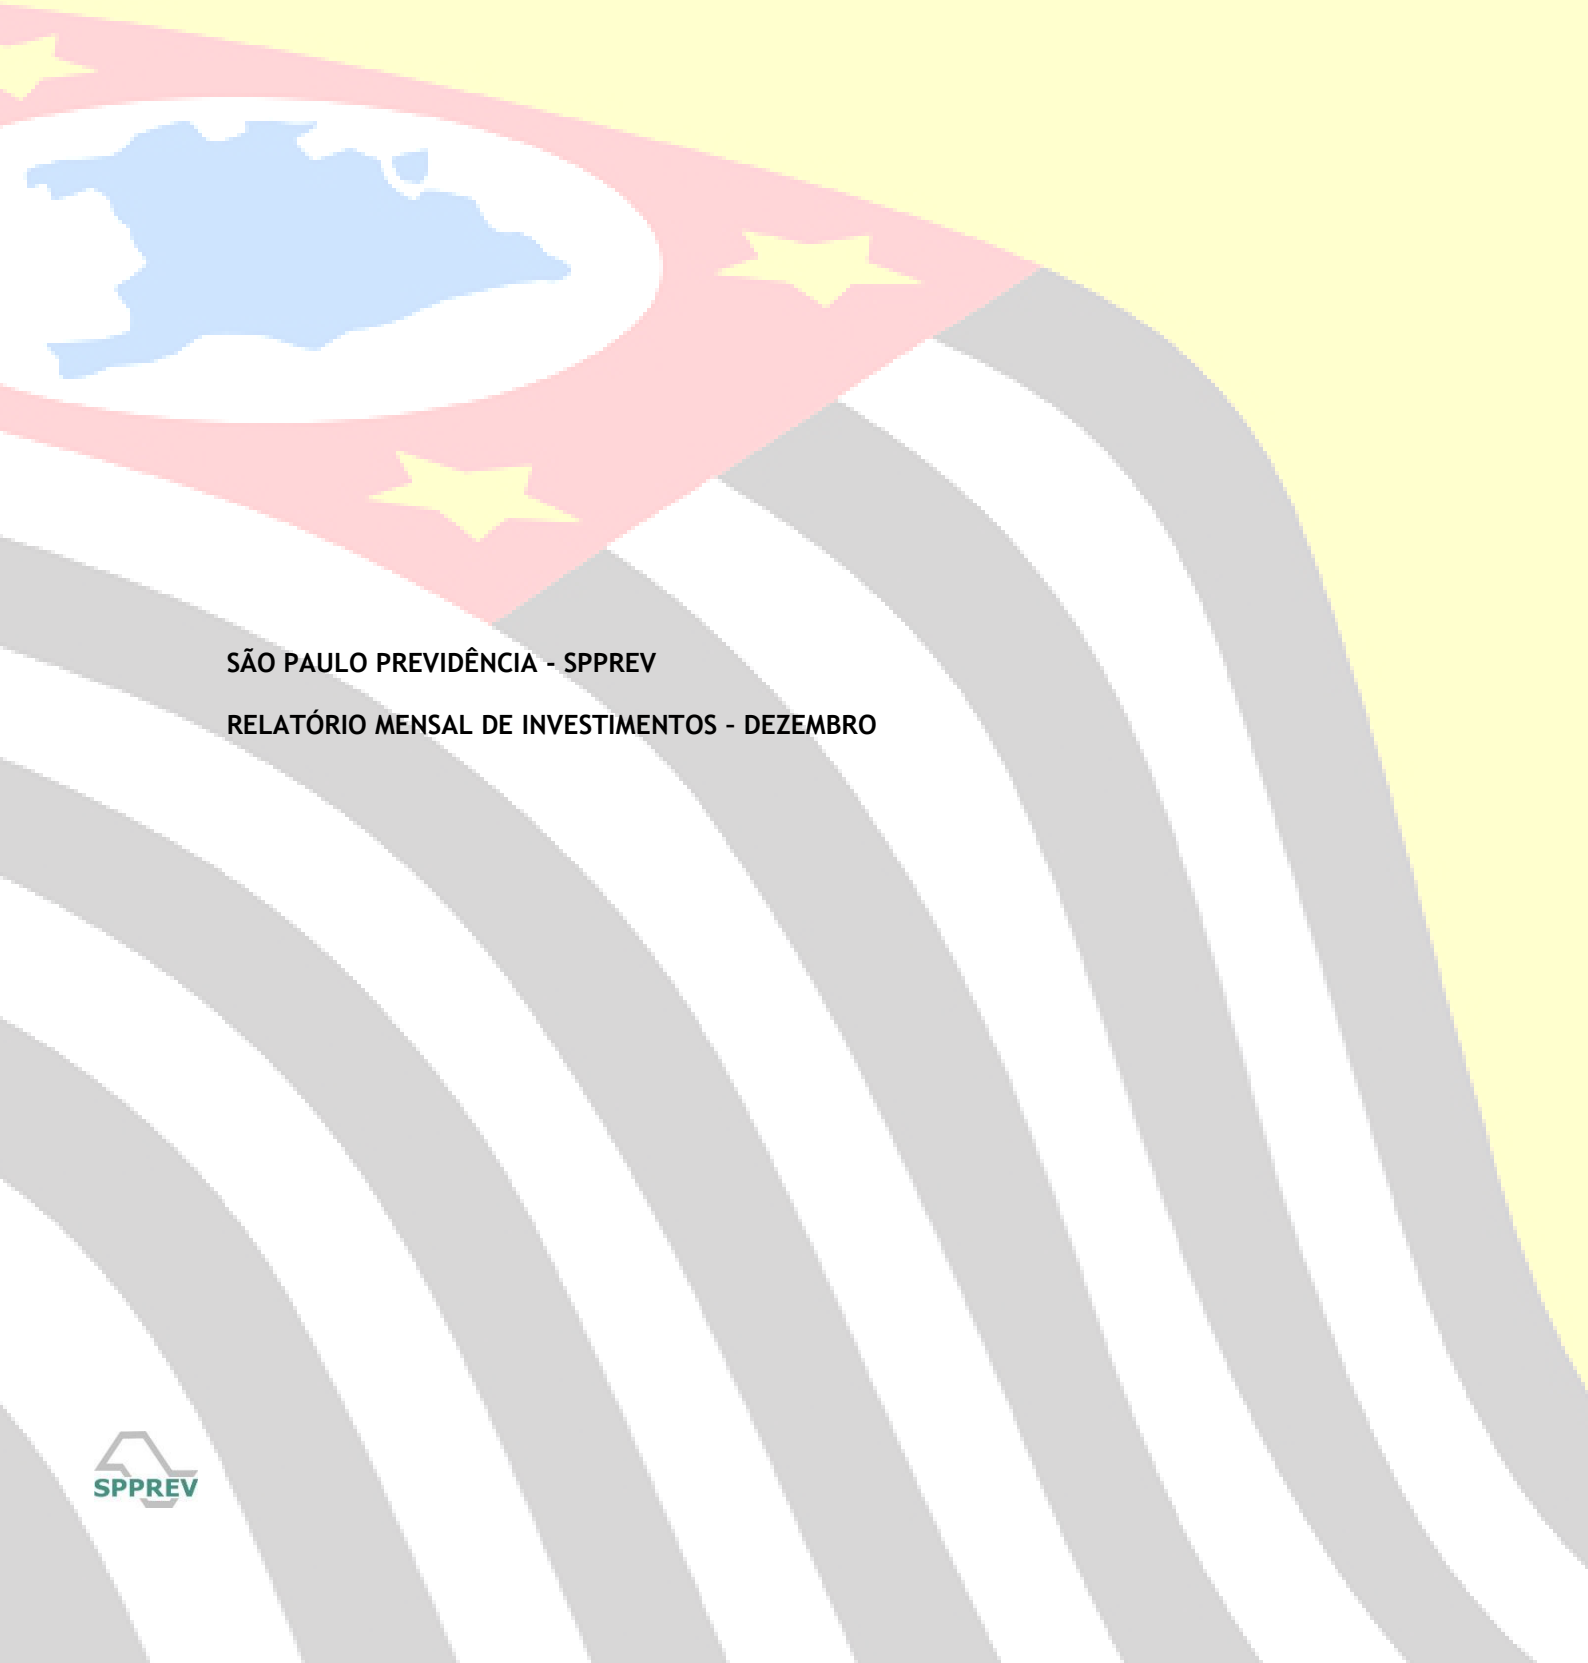 SÃO PAULO PREVIDÊNCIA - SPPREV
RELATÓRIO MENSAL DE INVESTIMENTOS – DEZEMBRO
SPPREV